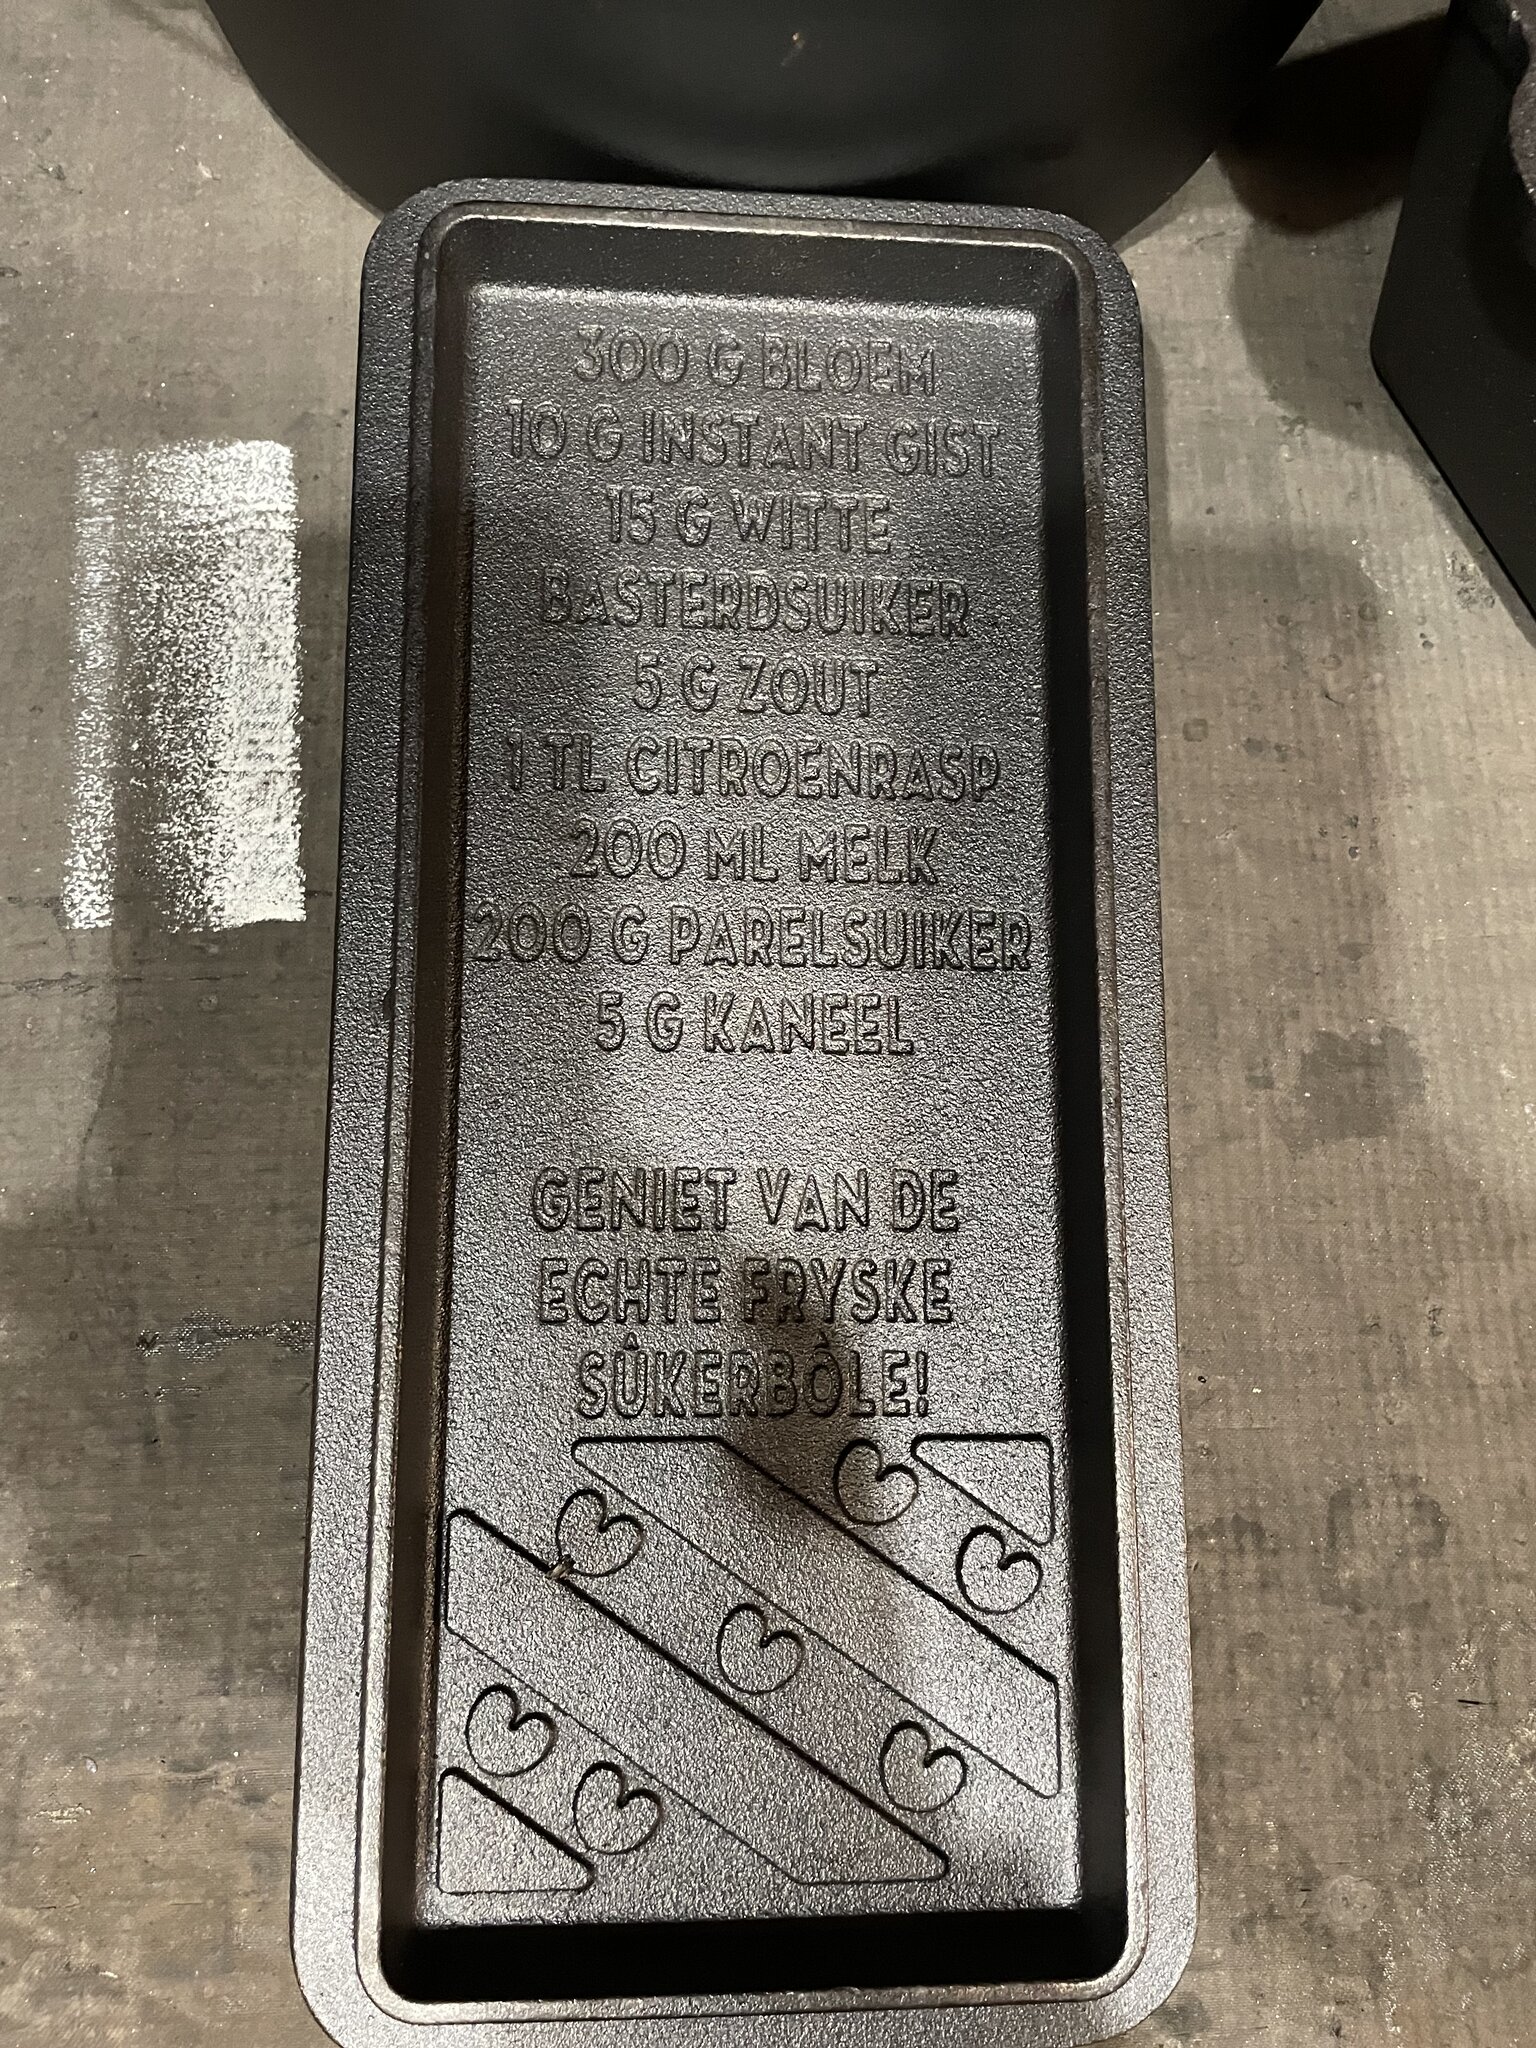 300 G BLOEM
10 G INSTANT GIST
15 G WITTE
BASTERDSUIKER
5 G ZOUT
1 TL CITROENRASP
200 ML MELK
200 G PARELSUIKER
5 G KANEEL
GENIET VAN DE
ECHTE FRYSKE
SÛKERBÔLE!